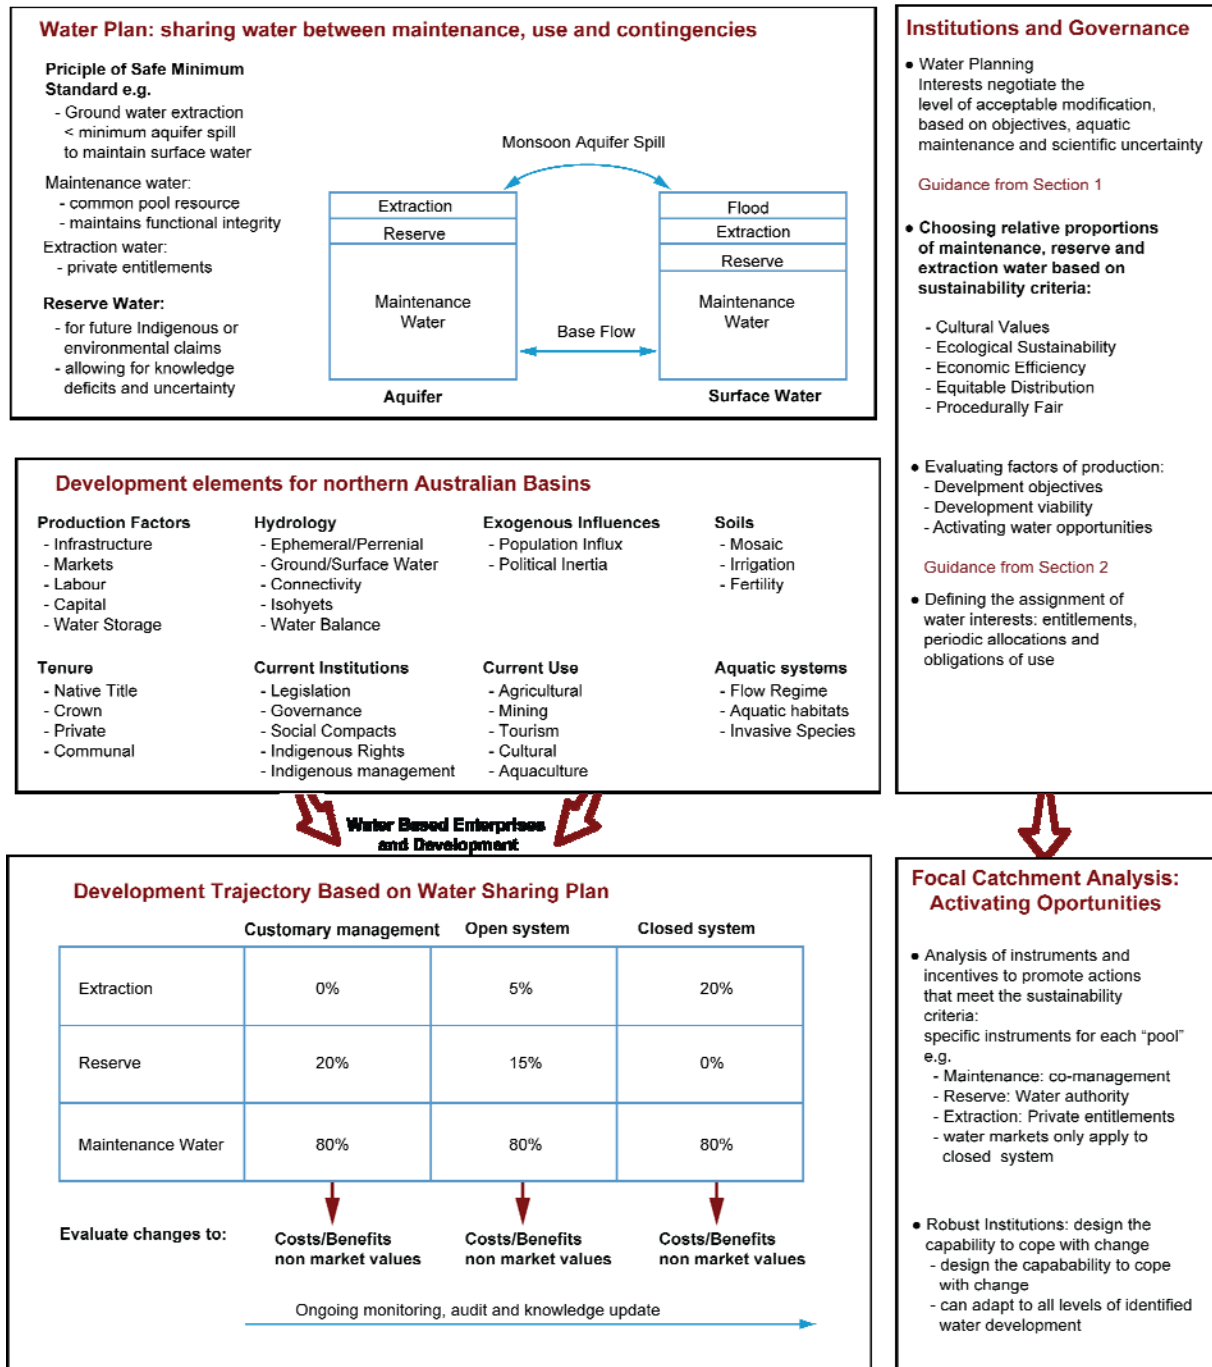 Water Plan: sharing water between maintenance, use and contingencies
Priciple of Safe Minimum
Standard e.g.
- Ground water extraction
< minimum aquifer spill
to maintain surface water
Maintenance water:
- common pool resource
- maintains functional integrity
Extraction water:
- private entitlements
Reserve Water:
- for future Indigenous or
environmental claims
- allowing for knowledge
deficits and uncertainty
Monsoon Aquifer Spill
Extraction
Reserve
Maintenance
Water
Aquifer
Base Flow
Flood
Extraction
Reserve
Maintenance
Water
Surface Water
Institutions and Governance
● Water Planning
Interests negotiate the
level of acceptable modification,
based on objectives, aquatic
maintenance and scientific uncertainty
Guidance from Section 1
● Choosing relative proportions
of maintenance, reserve and
extraction water based on
sustainability criteria:
- Cultural Values
- Ecological Sustainability
- Economic Efficiency
- Equitable Distribution
- Procedurally Fair
● Evaluating factors of production:
- Develpment objectives
- Development viability
- Activating water opportunities
Guidance from Section 2
● Defining the assignment of
water interests: entitlements,
periodic allocations and
obligations of use
Development elements for northern Australian Basins
Production Factors
- Infrastructure
- Markets
- Labour
- Capital
- Water Storage
Hydrology
- Ephemeral/Perrenial
- Ground/Surface Water
- Connectivity
- Isohyets
- Water Balance
Exogenous Influences
- Population Influx
- Political Inertia
Soils
- Mosaic
- Irrigation
- Fertility
Tenure
- Native Title
- Crown
- Private
- Communal
Current Institutions
- Legislation
- Governance
- Social Compacts
- Indigenous Rights
- Indigenous management
Current Use
- Agricultural
- Mining
- Tourism
- Cultural
- Aquaculture
Aquatic systems
- Flow Regime
- Aquatic habitats
- Invasive Species
Water Based Enterprises
and Development
Development Trajectory Based on Water Sharing Plan
Customary management Open system Closed system
Extraction 0% 5% 20%
Reserve 20% 15% 0%
Maintenance Water 80% 80% 80%
Evaluate changes to:
Costs/Benefits
non market values
Costs/Benefits
non market values
Costs/Benefits
non market values
Ongoing monitoring, audit and knowledge update
Focal Catchment Analysis:
Activating Oportunities
● Analysis of instruments and
incentives to promote actions
that meet the sustainability
criteria:
specific instruments for each “pool”
e.g.
- Maintenance: co-management
- Reserve: Water authority
- Extraction: Private entitlements
- water markets only apply to
closed system
● Robust Institutions: design the
capability to cope with change
- design the capabability to cope
with change
- can adapt to all levels of identified
water development